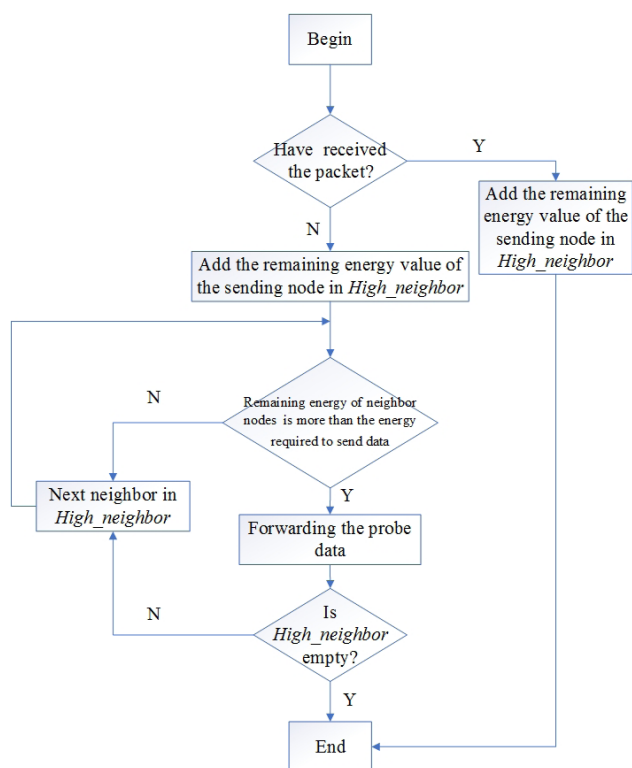 Begin
Have received
the packet?
Y
Add the remaining
energy value of the
sending node in
High_neighbor
N
Add the remaining energy value of
the sending node in High_neighbor
N
Remaining energy of neighbor
nodes is more than the energy
required to send data
Y
Next neighbor in
High_neighbor
Forwarding the probe
data
N
Is
High_neighbor
empty?
Y
End